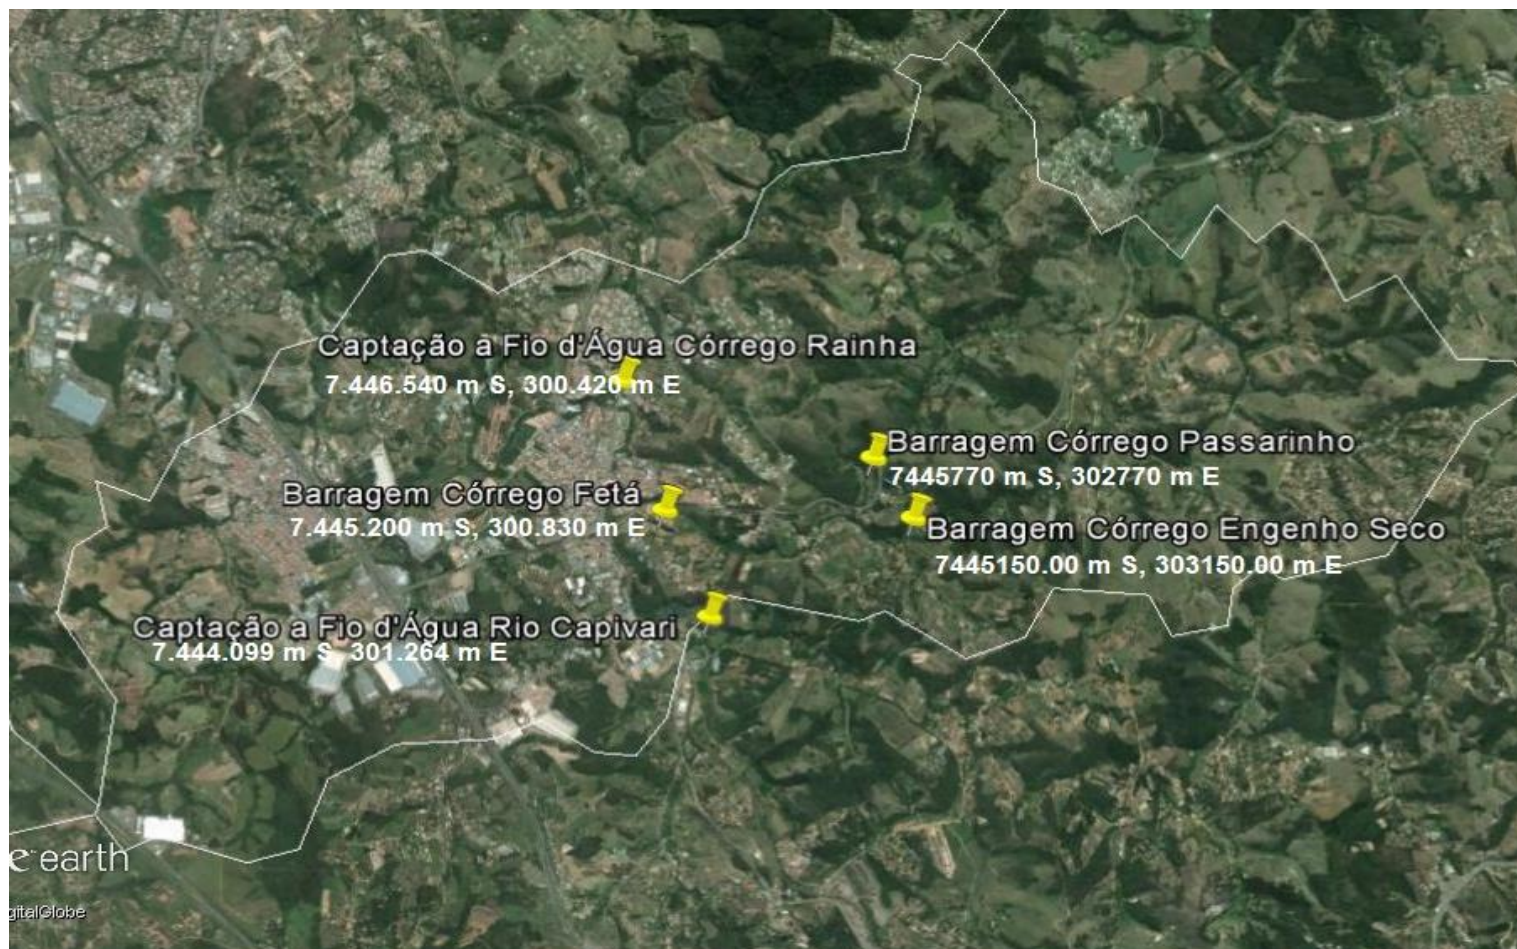 Captação a Fio d'Água Córrego Rainha
7.446.540 m S, 300.420 m E
Barragem Córrego Passarinho
7445770 m S, 302770 m E
Barragem Córrego Fetá
7.445.200 m S, 300.830 m E
Barragem Córrego Engenho Seco
7445150.00 m S, 303150.00 m E
Captação a Fio d'Água Rio Capivari
7.444.099 m S, 301.264 m E
e earth
gitalGlobe